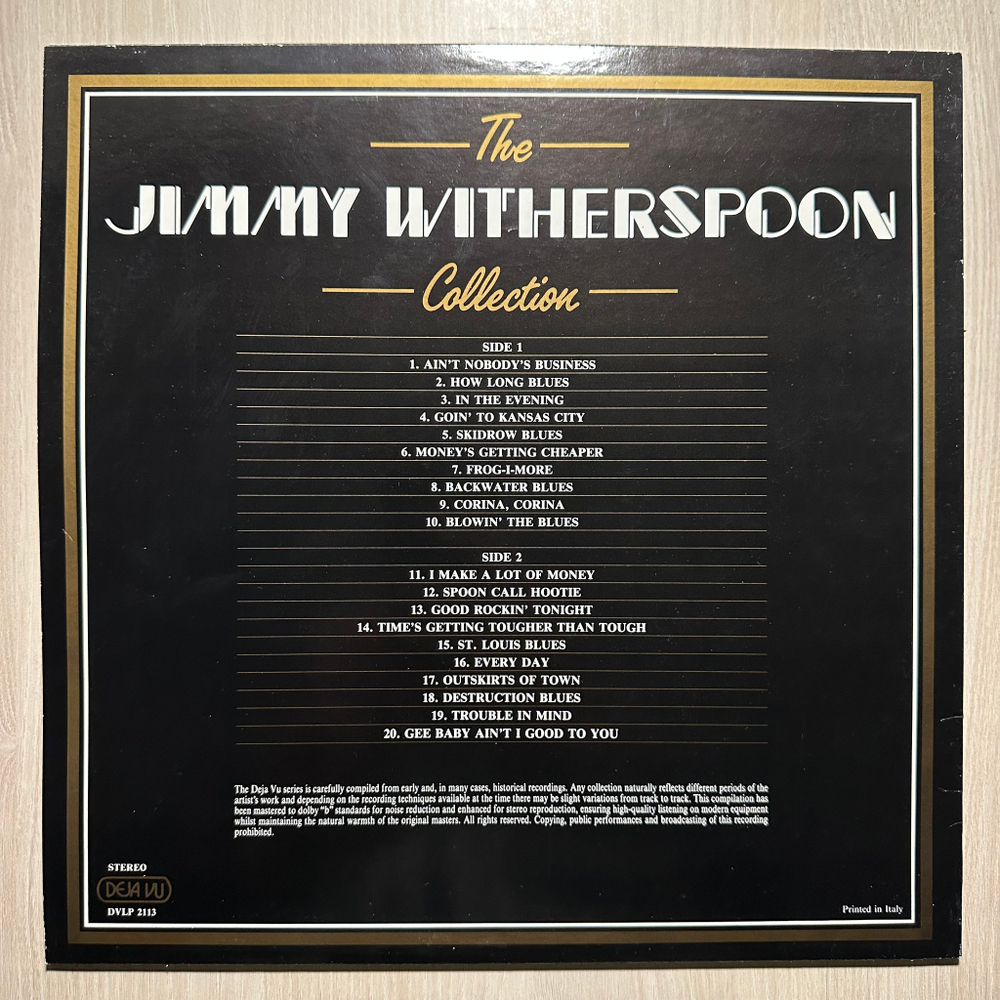 The
JIMMY WITHERSPOON
Collection
SIDE 1
1. AIN'T NOBODY'S BUSINESS
2. HOW LONG BLUES
3. IN THE EVENING
4. GOIN' TO KANSAS CITY
5. SKIDROW BLUES
6. MONEY'S GETTING CHEAPER
7. FROG-I-MORE
8. BACKWATER BLUES
9. CORINA, CORINA
10. BLOWIN' THE BLUES
SIDE 2
11. I MAKE A LOT OF MONEY
12. SPOON CALL HOOTIE
13. GOOD ROCKIN' TONIGHT
14. TIME'S GETTING TOUGHER THAN TOUGH
15. ST. LOUIS BLUES
16. EVERY DAY
17. OUTSKIRTS OF TOWN
18. DESTRUCTION BLUES
19. TROUBLE IN MIND
20. GEE BABY AIN'T I GOOD TO YOU
The Deja Vu series is carefully compiled from early and, in many cases, historical recordings. Any collection naturally reflects different periods of the
artist's work and depending on the recording techniques available at the time there may be slight variations from track to track. This compilation has
been mastered to dolby "b" standards for noise reduction and enhanced for stereo reproduction, ensuring high-quality listening on modern equipment
whilst maintaining the natural warmth of the original masters. All rights reserved. Copying, public performances and broadcasting of this recording
prohibited.
STEREO
DEJA VU
DVLP 2113
Printed in Italy